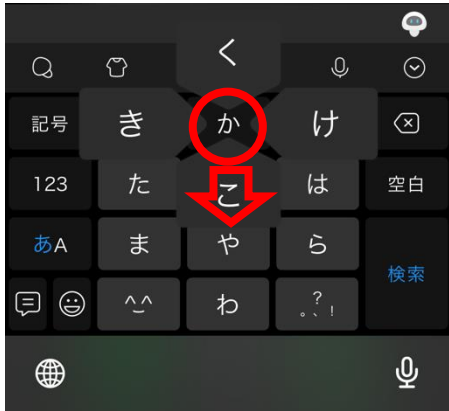 く
記号 き か け
123 た こ は 空白
あA ま や ら
^_^ わ 。、?! 検索